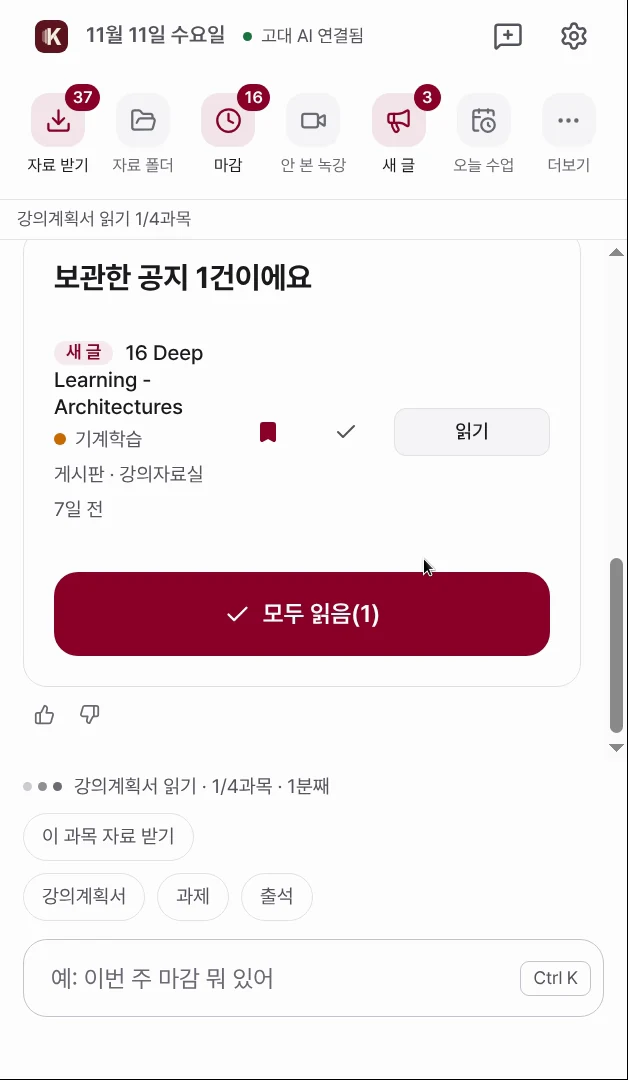 K
11월 11일 수요일
고대 AI 연결됨
37
16
3
자료 받기
자료 폴더
마감
안 본 녹강
새 글
오늘 수업
더보기
강의계획서 읽기 1/4과목
보관한 공지 1건이에요
새 글 16 Deep
Learning -
Architectures
기계학습
게시판 · 강의자료실
7일 전
읽기
모두 읽음(1)
강의계획서 읽기 · 1/4과목 · 1분째
이 과목 자료 받기
강의계획서
과제
출석
예: 이번 주 마감 뭐 있어
Ctrl K